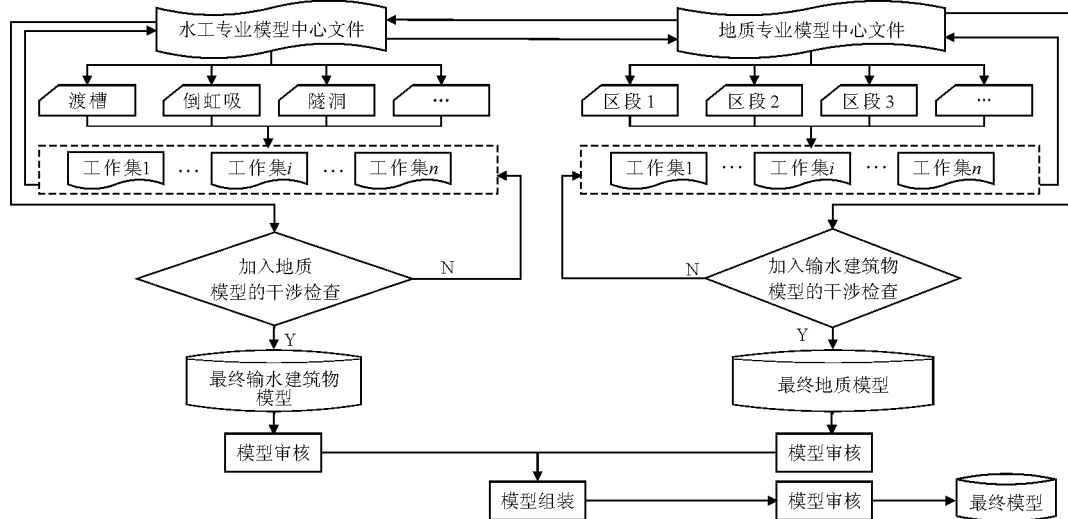 水工专业模型中心文件
地质专业模型中心文件
渡槽
倒虹吸
隧洞
…
区段1
区段2
区段3
…
工作集1
…
工作集i
…
工作集n
工作集1
…
工作集i
…
工作集n
加入地质
模型的干涉检查
N
N
加入输水建筑物
模型的干涉检查
Y
Y
最终输水建筑物
模型
最终地质模型
模型审核
模型审核
模型组装
模型审核
最终模型